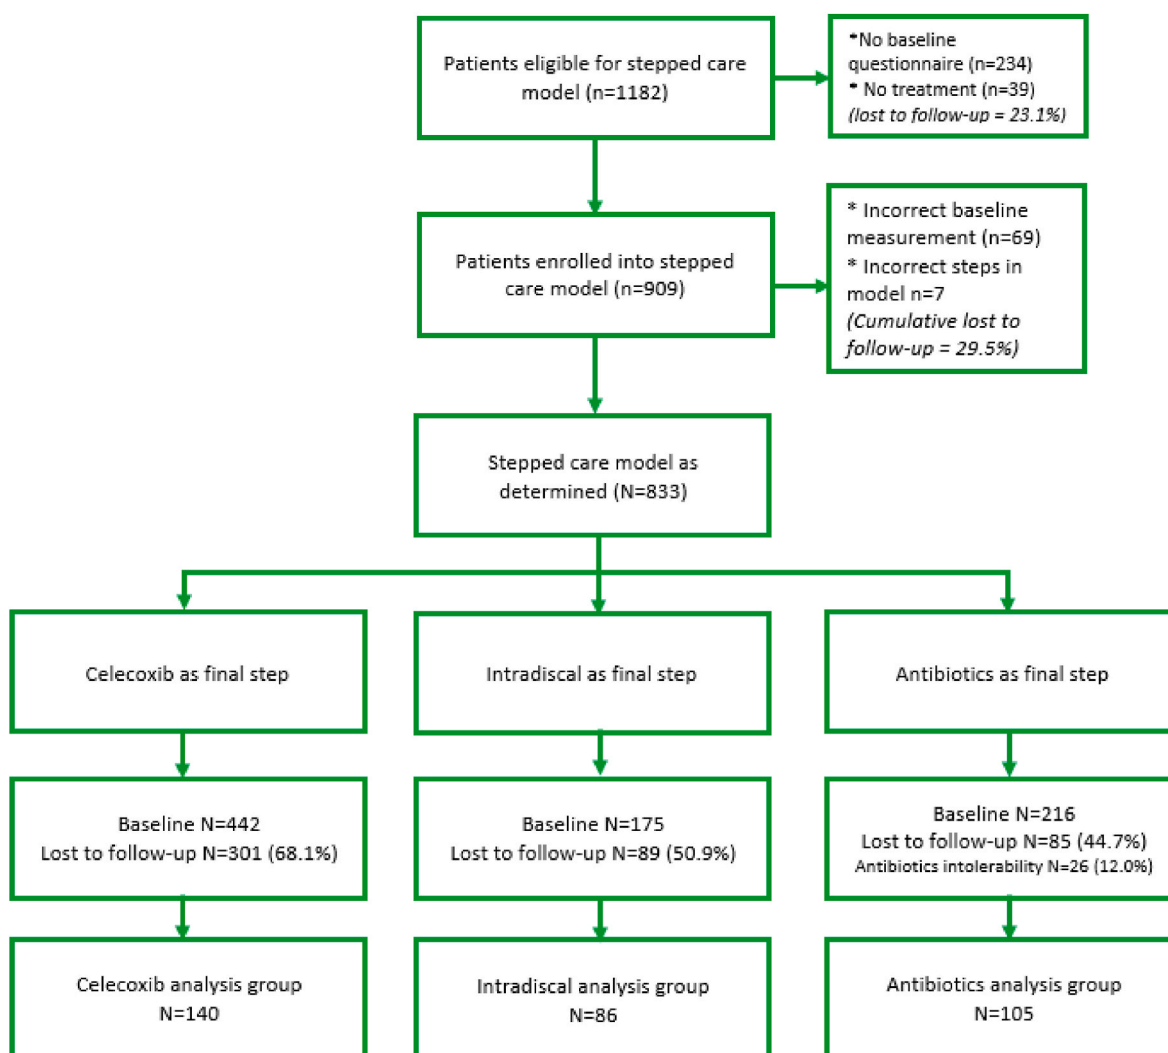 Patients eligible for stepped care
model (n=1182)
*No baseline
questionnaire (n=234)
* No treatment (n=39)
(lost to follow-up = 23.1%)
Patients enrolled into stepped
care model (n=909)
* Incorrect baseline
measurement (n=69)
* Incorrect steps in
model n=7
(Cumulative lost to
follow-up = 29.5%)
Stepped care model as
determined (N=833)
Celecoxib as final step
Intradiscal as final step
Antibiotics as final step
Baseline N=442
Lost to follow-up N=301 (68.1%)
Baseline N=175
Lost to follow-up N=89 (50.9%)
Baseline N=216
Lost to follow-up N=85 (44.7%)
Antibiotics intolerability N=26 (12.0%)
Celecoxib analysis group
N=140
Intradiscal analysis group
N=86
Antibiotics analysis group
N=105